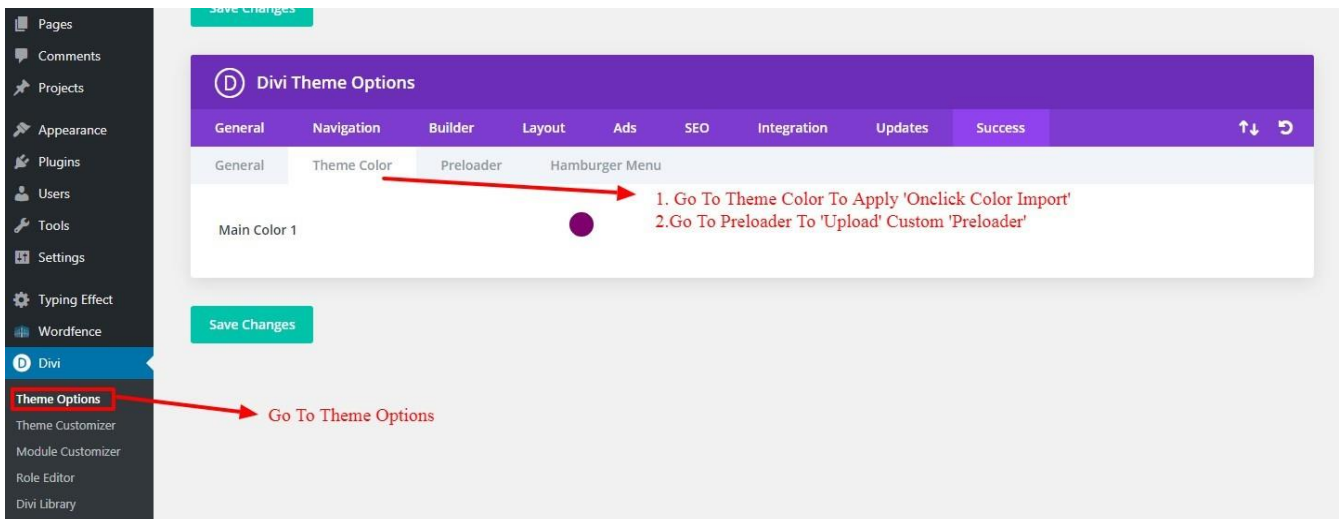 Pages
Comments
Projects
Appearance
Plugins
Users
Tools
Settings
Typing Effect
Wordfence
D Divi
Theme Options
Theme Customizer
Module Customizer
Role Editor
Divi Library
Save Changes
D Divi Theme Options
General Navigation Builder Layout Ads SEO Integration Updates Success
General Theme Color Preloader Hamburger Menu
1. Go To Theme Color To Apply 'Onclick Color Import'
2.Go To Preloader To 'Upload' Custom 'Preloader'
Main Color 1
Save Changes
Go To Theme Options